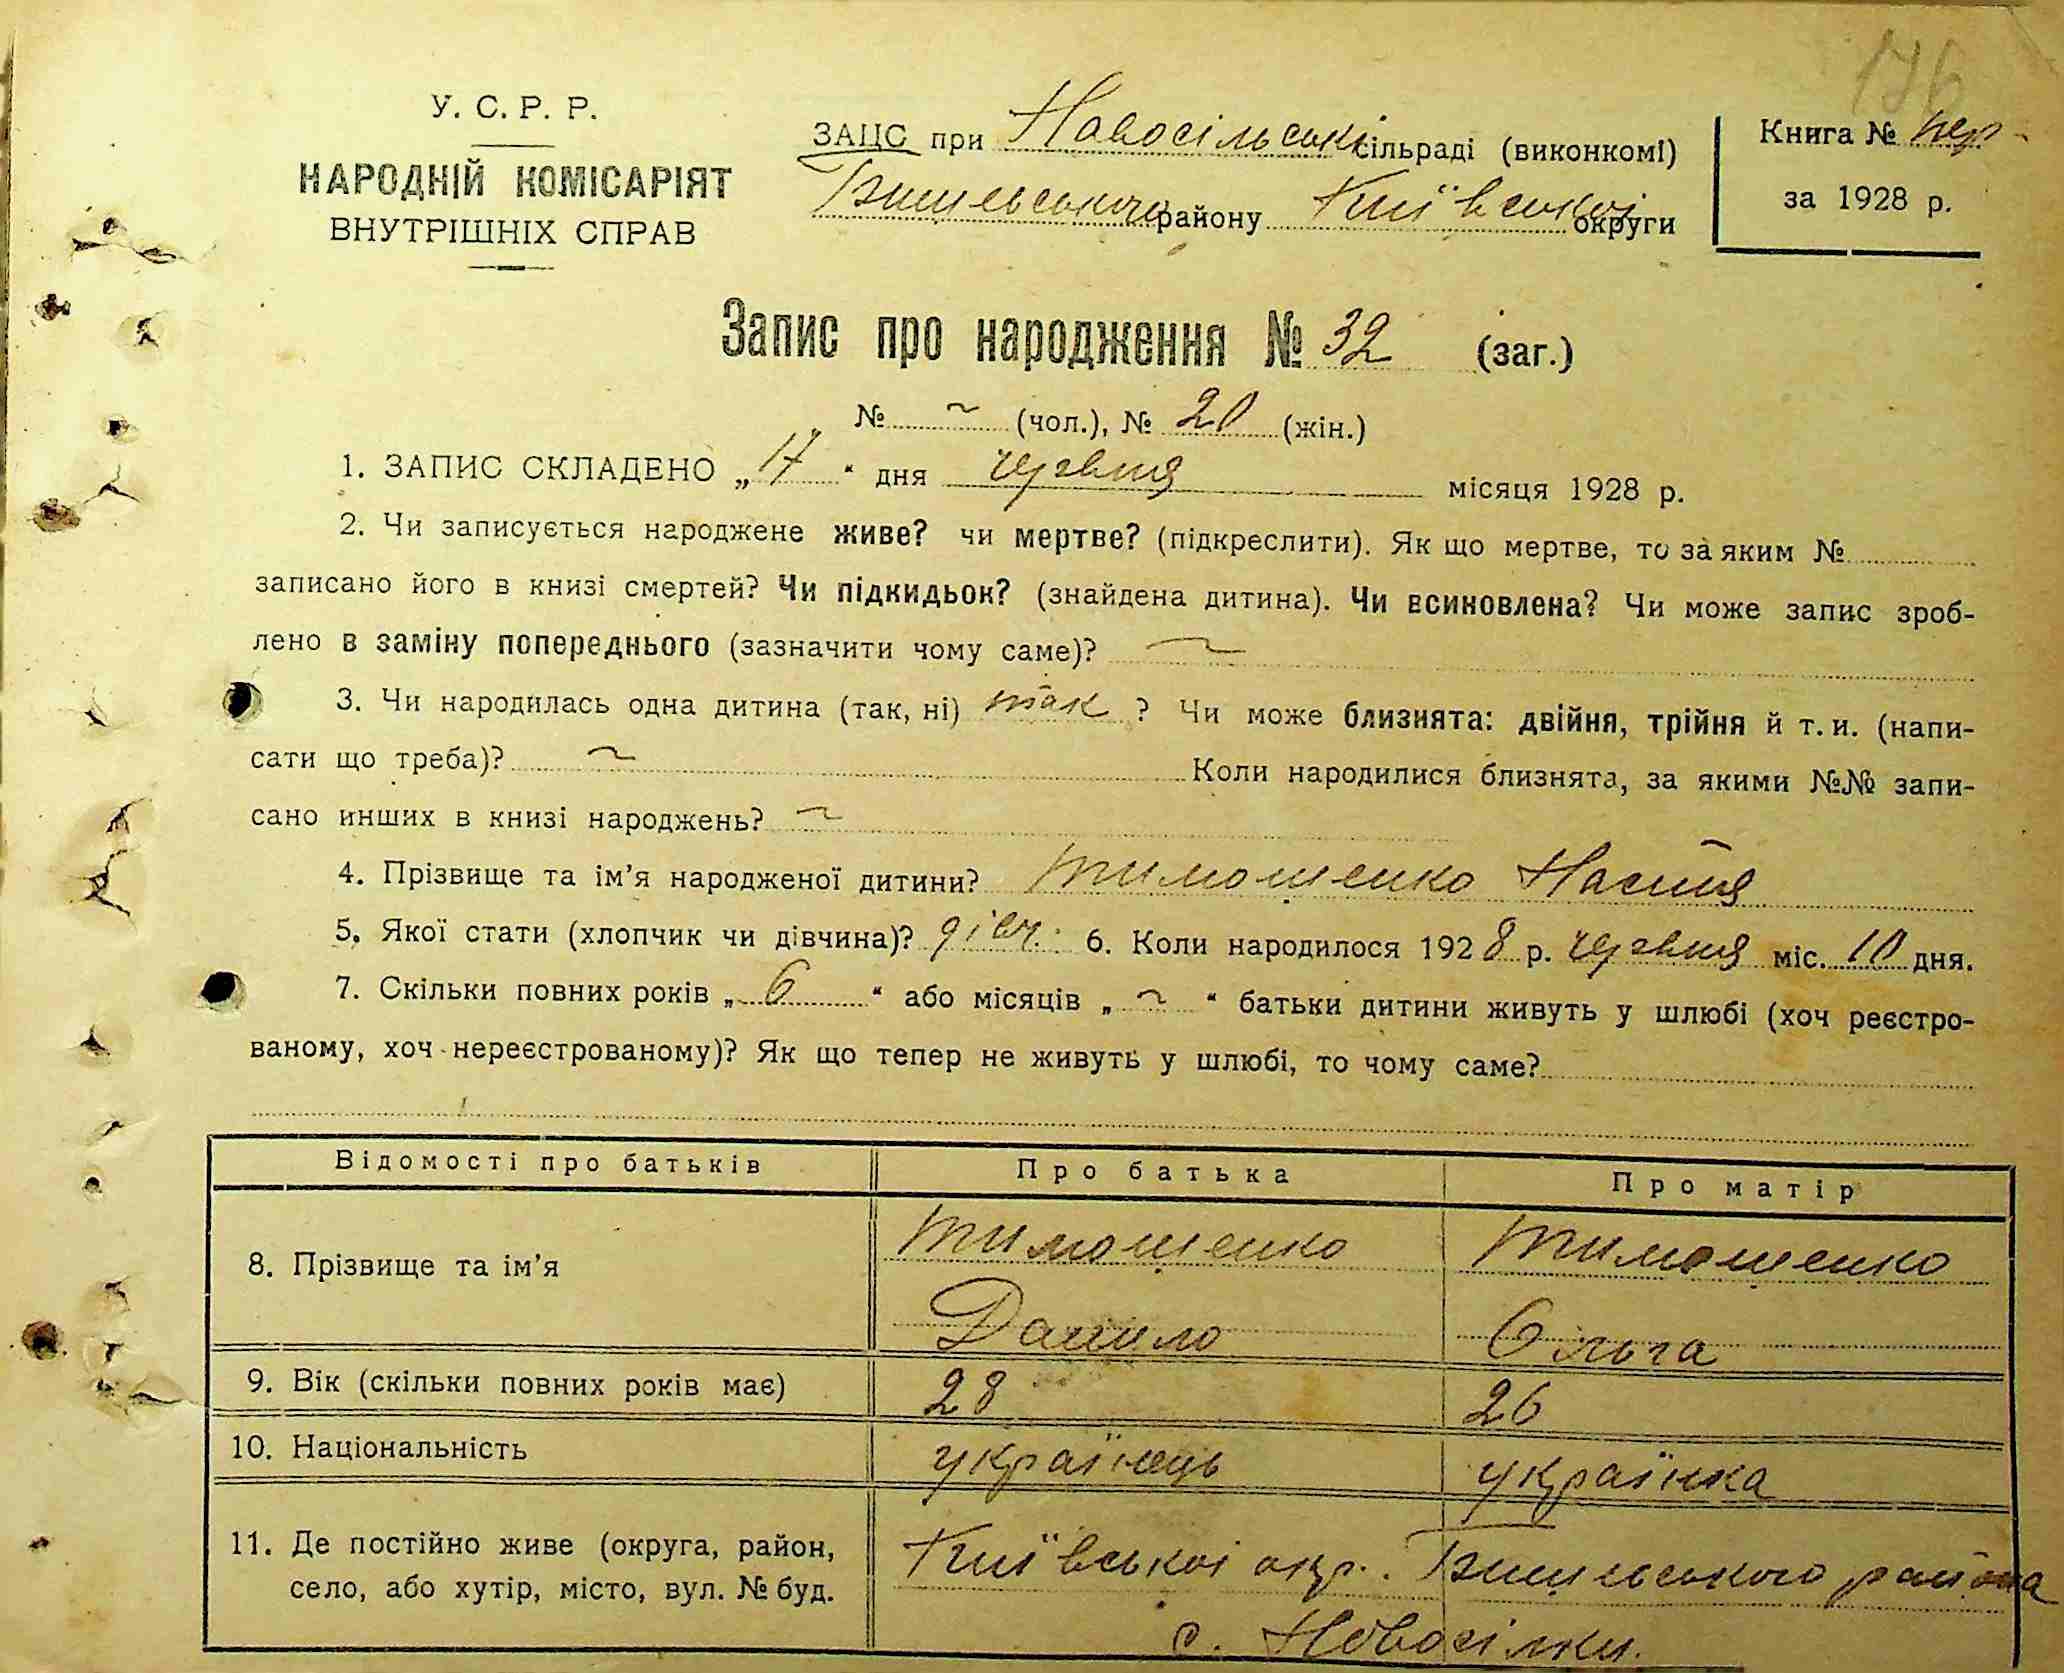 176
У. С. Р. Р.
НАРОДНІЙ КОМІСАРІЯТ
ВНУТРІШНІХ СПРАВ
ЗАЦС при Новосільській сільраді (виконкомі)
району Київської округи
Книга № пер.
за 1928 р.
Запис про народження № 32 (заг.)
№ ~ (чол.), № 20 (жін.)
1. ЗАПИС СКЛАДЕНО „17“ дня червня місяця 1928 р.
2. Чи записується народжене живе? чи мертве? (підкреслити). Як що мертве, то за яким №
записано його в книзі смертей? Чи підкидьок? (знайдена дитина). Чи всиновлена? Чи може запис зроб-
лено в заміну попереднього (зазначити чому саме)? ~
3. Чи народилась одна дитина (так, ні) так ? Чи може близнята: двійня, трійня й т. и. (напи-
сати що треба)? ~ Коли народилися близнята, за якими №№ запи-
сано инших в книзі народжень? ~
4. Прізвище та ім’я народженої дитини? Тимошенко Настя
5. Якої стати (хлопчик чи дівчина)? дівч. 6. Коли народилося 1928 р. червня міс. 10 дня.
7. Скільки повних років „6“ або місяців „~“ батьки дитини живуть у шлюбі (хоч реєстро-
ваному, хоч нереєстрованому)? Як що тепер не живуть у шлюбі, то чому саме?
Відомості про батьків Про батька Про матір
8. Прізвище та ім’я Тимошенко Данило Тимошенко Ольга
9. Вік (скільки повних років має) 28 26
10. Національність українець українка
11. Де постійно живе (округа, район, Київської окр. района
село, або хутір, місто, вул. № буд. с. Новосілки.